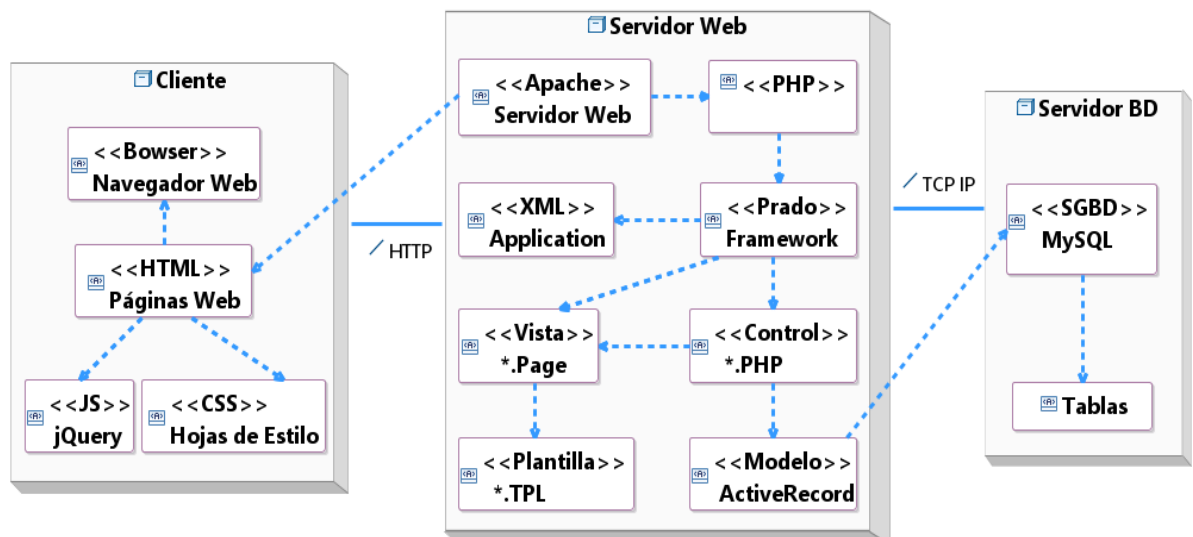 Cliente
<<Bowser>>
Navegador Web
<<HTML>>
Páginas Web
<<JS>>
jQuery
<<CSS>>
Hojas de Estilo
HTTP
Servidor Web
<<Apache>>
Servidor Web
<<PHP>>
<<XML>>
Application
<<Prado>>
Framework
<<Vista>>
*.Page
<<Control>>
*.PHP
<<Plantilla>>
*.TPL
<<Modelo>>
ActiveRecord
TCP IP
Servidor BD
<<SGBD>>
MySQL
Tablas